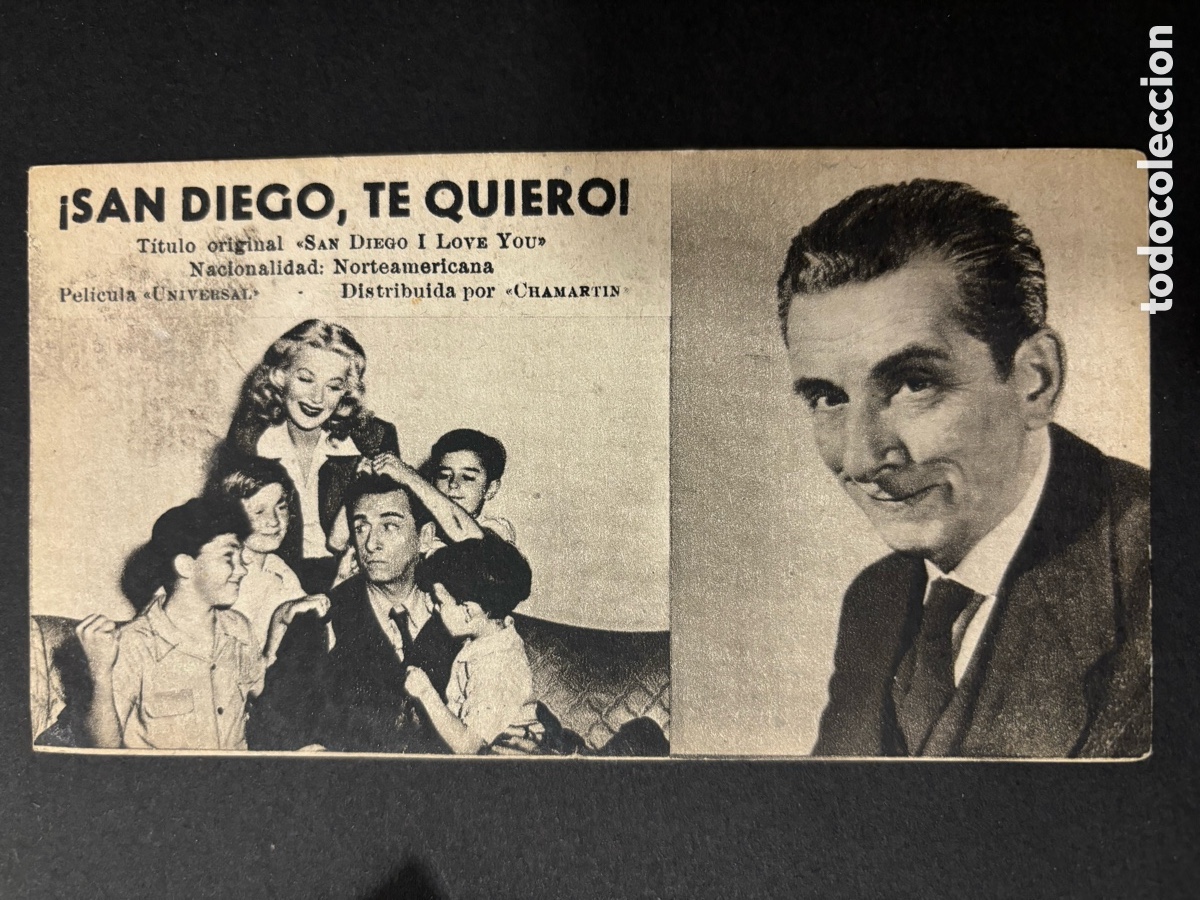 ¡SAN DIEGO, TE QUIERO!
Título original «San Diego I Love You»
Nacionalidad: Norteamericana
Película «Universal» - Distribuida por «Chamartin»
todocoleccion